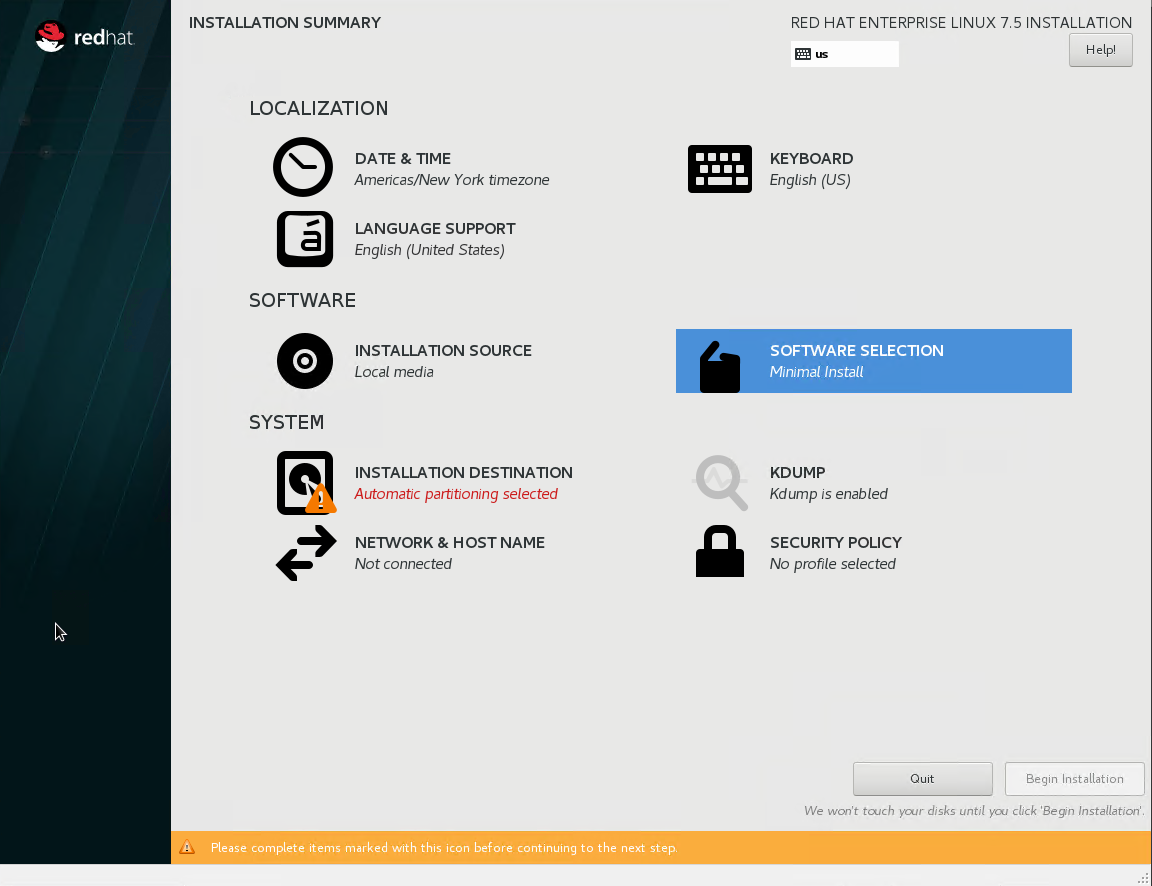 redhat.
INSTALLATION SUMMARY
RED HAT ENTERPRISE LINUX 7.5 INSTALLATION
us
Help!
LOCALIZATION
DATE & TIME
Americas/New York timezone
KEYBOARD
English (US)
á
LANGUAGE SUPPORT
English (United States)
SOFTWARE
INSTALLATION SOURCE
Local media
SOFTWARE SELECTION
Minimal Install
SYSTEM
INSTALLATION DESTINATION
Automatic partitioning selected
KDUMP
Kdump is enabled
NETWORK & HOST NAME
Not connected
SECURITY POLICY
No profile selected
Quit
Begin Installation
We won't touch your disks until you click 'Begin Installation'.
Please complete items marked with this icon before continuing to the next step.